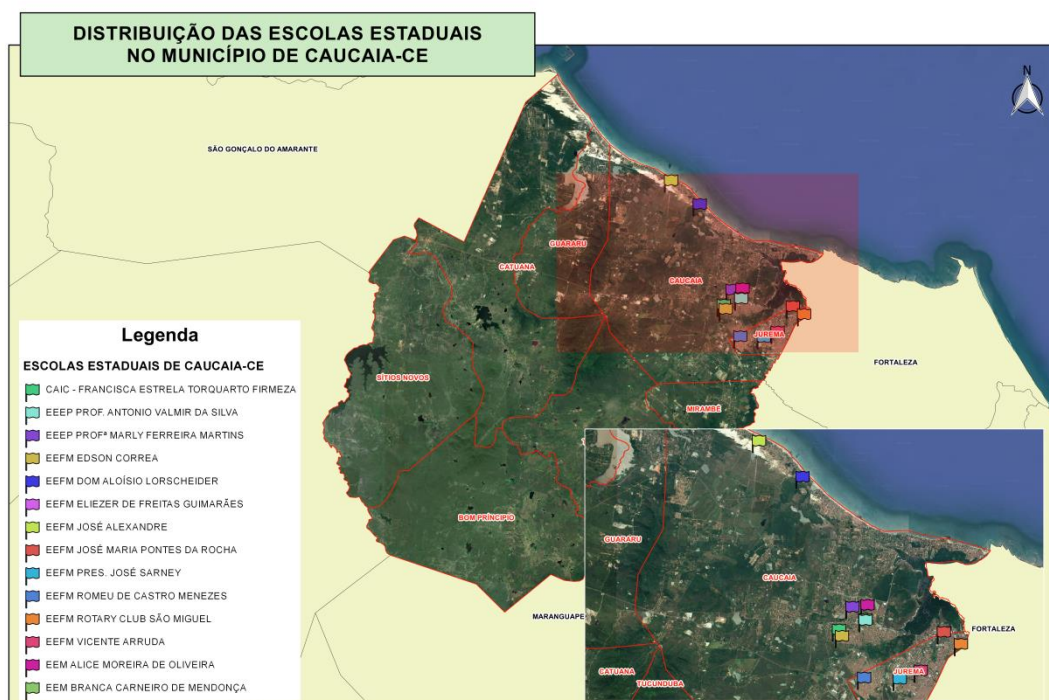 DISTRIBUIÇÃO DAS ESCOLAS ESTADUAIS
NO MUNICÍPIO DE CAUCAIA-CE
N
SÃO GONÇALO DO AMARANTE
GUARARU
CATUANA
CAUCAIA
JUREMA
FORTALEZA
SÍTIOS NOVOS
MIRAMBÉ
BOM PRÍNCIPIO
MARANGUAPE
Legenda
ESCOLAS ESTADUAIS DE CAUCAIA-CE
CAIC - FRANCISCA ESTRELA TORQUARTO FIRMEZA
EEEP PROF. ANTONIO VALMIR DA SILVA
EEEP PROFª MARLY FERREIRA MARTINS
EEFM EDSON CORREA
EEFM DOM ALOÍSIO LORSCHEIDER
EEFM ELIEZER DE FREITAS GUIMARÃES
EEFM JOSÉ ALEXANDRE
EEFM JOSÉ MARIA PONTES DA ROCHA
EEFM PRES. JOSÉ SARNEY
EEFM ROMEU DE CASTRO MENEZES
EEFM ROTARY CLUB SÃO MIGUEL
EEFM VICENTE ARRUDA
EEM ALICE MOREIRA DE OLIVEIRA
EEM BRANCA CARNEIRO DE MENDONÇA
GUARARU
CAUCAIA
FORTALEZA
CATUANA
TUCUNDUBA
JUREMA